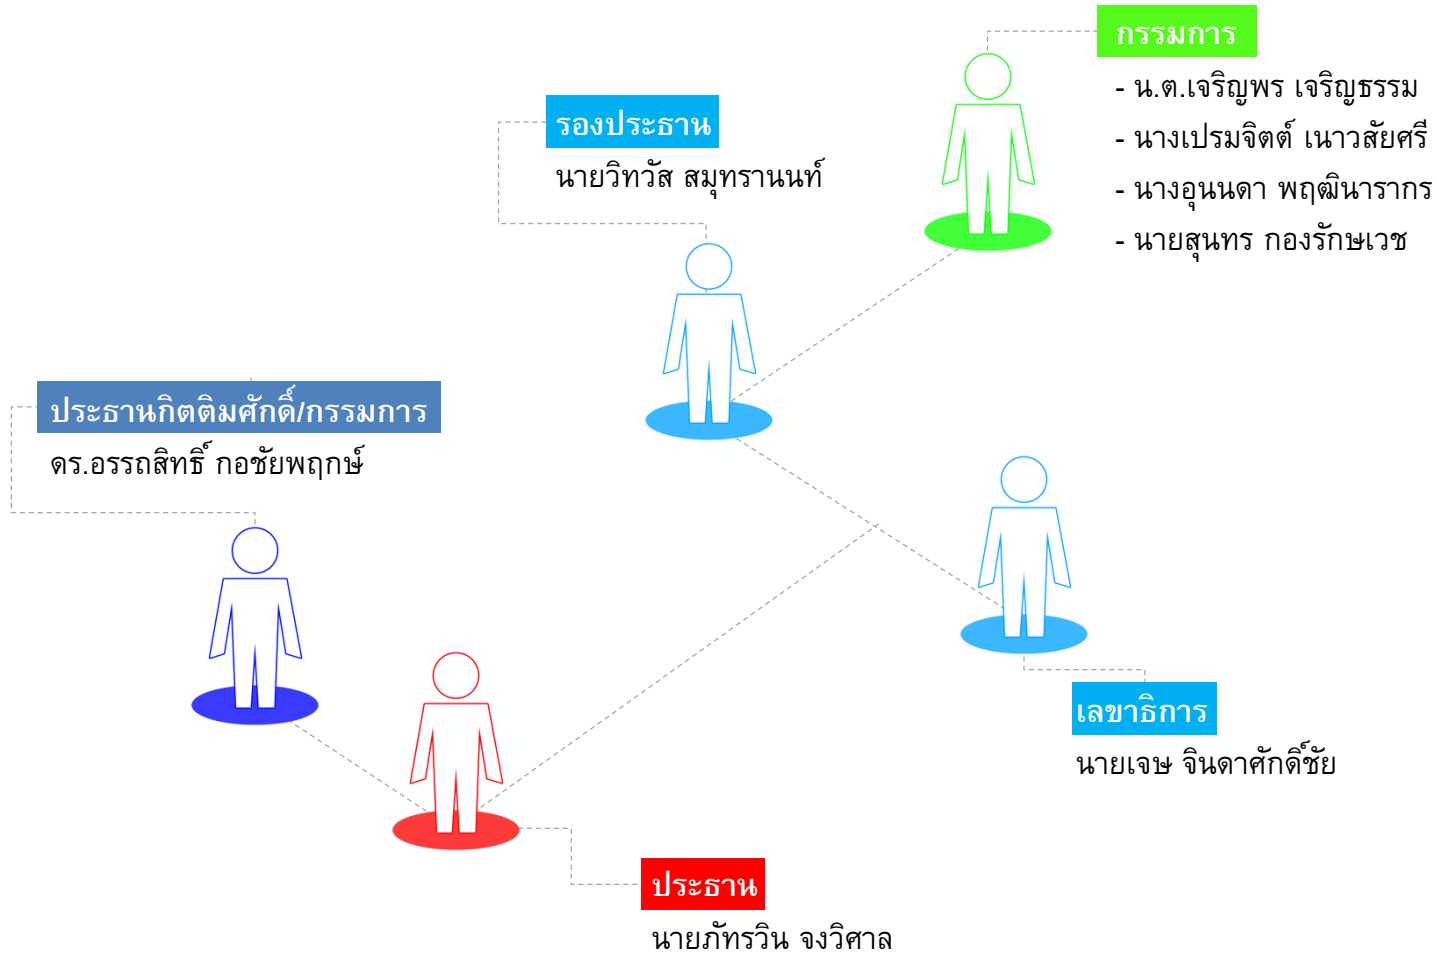 กรรมการ
- น.ต.เจริญพร เจริญธรรม
- นางเปรมจิตต์ เนาวสัยศรี
- นางอุนนดา พฤฒินารากร
- นายสุนทร กองรักษเวช
รองประธาน
นายวิทวัส สมุทรานนท์
ประธานกิตติมศักดิ์/กรรมการ
ดร.อรรถสิทธิ์ กอชัยพฤกษ์
เลขาธิการ
นายเจษ จินดาศักดิ์ชัย
ประธาน
นายภัทรวิน จงวิศาล